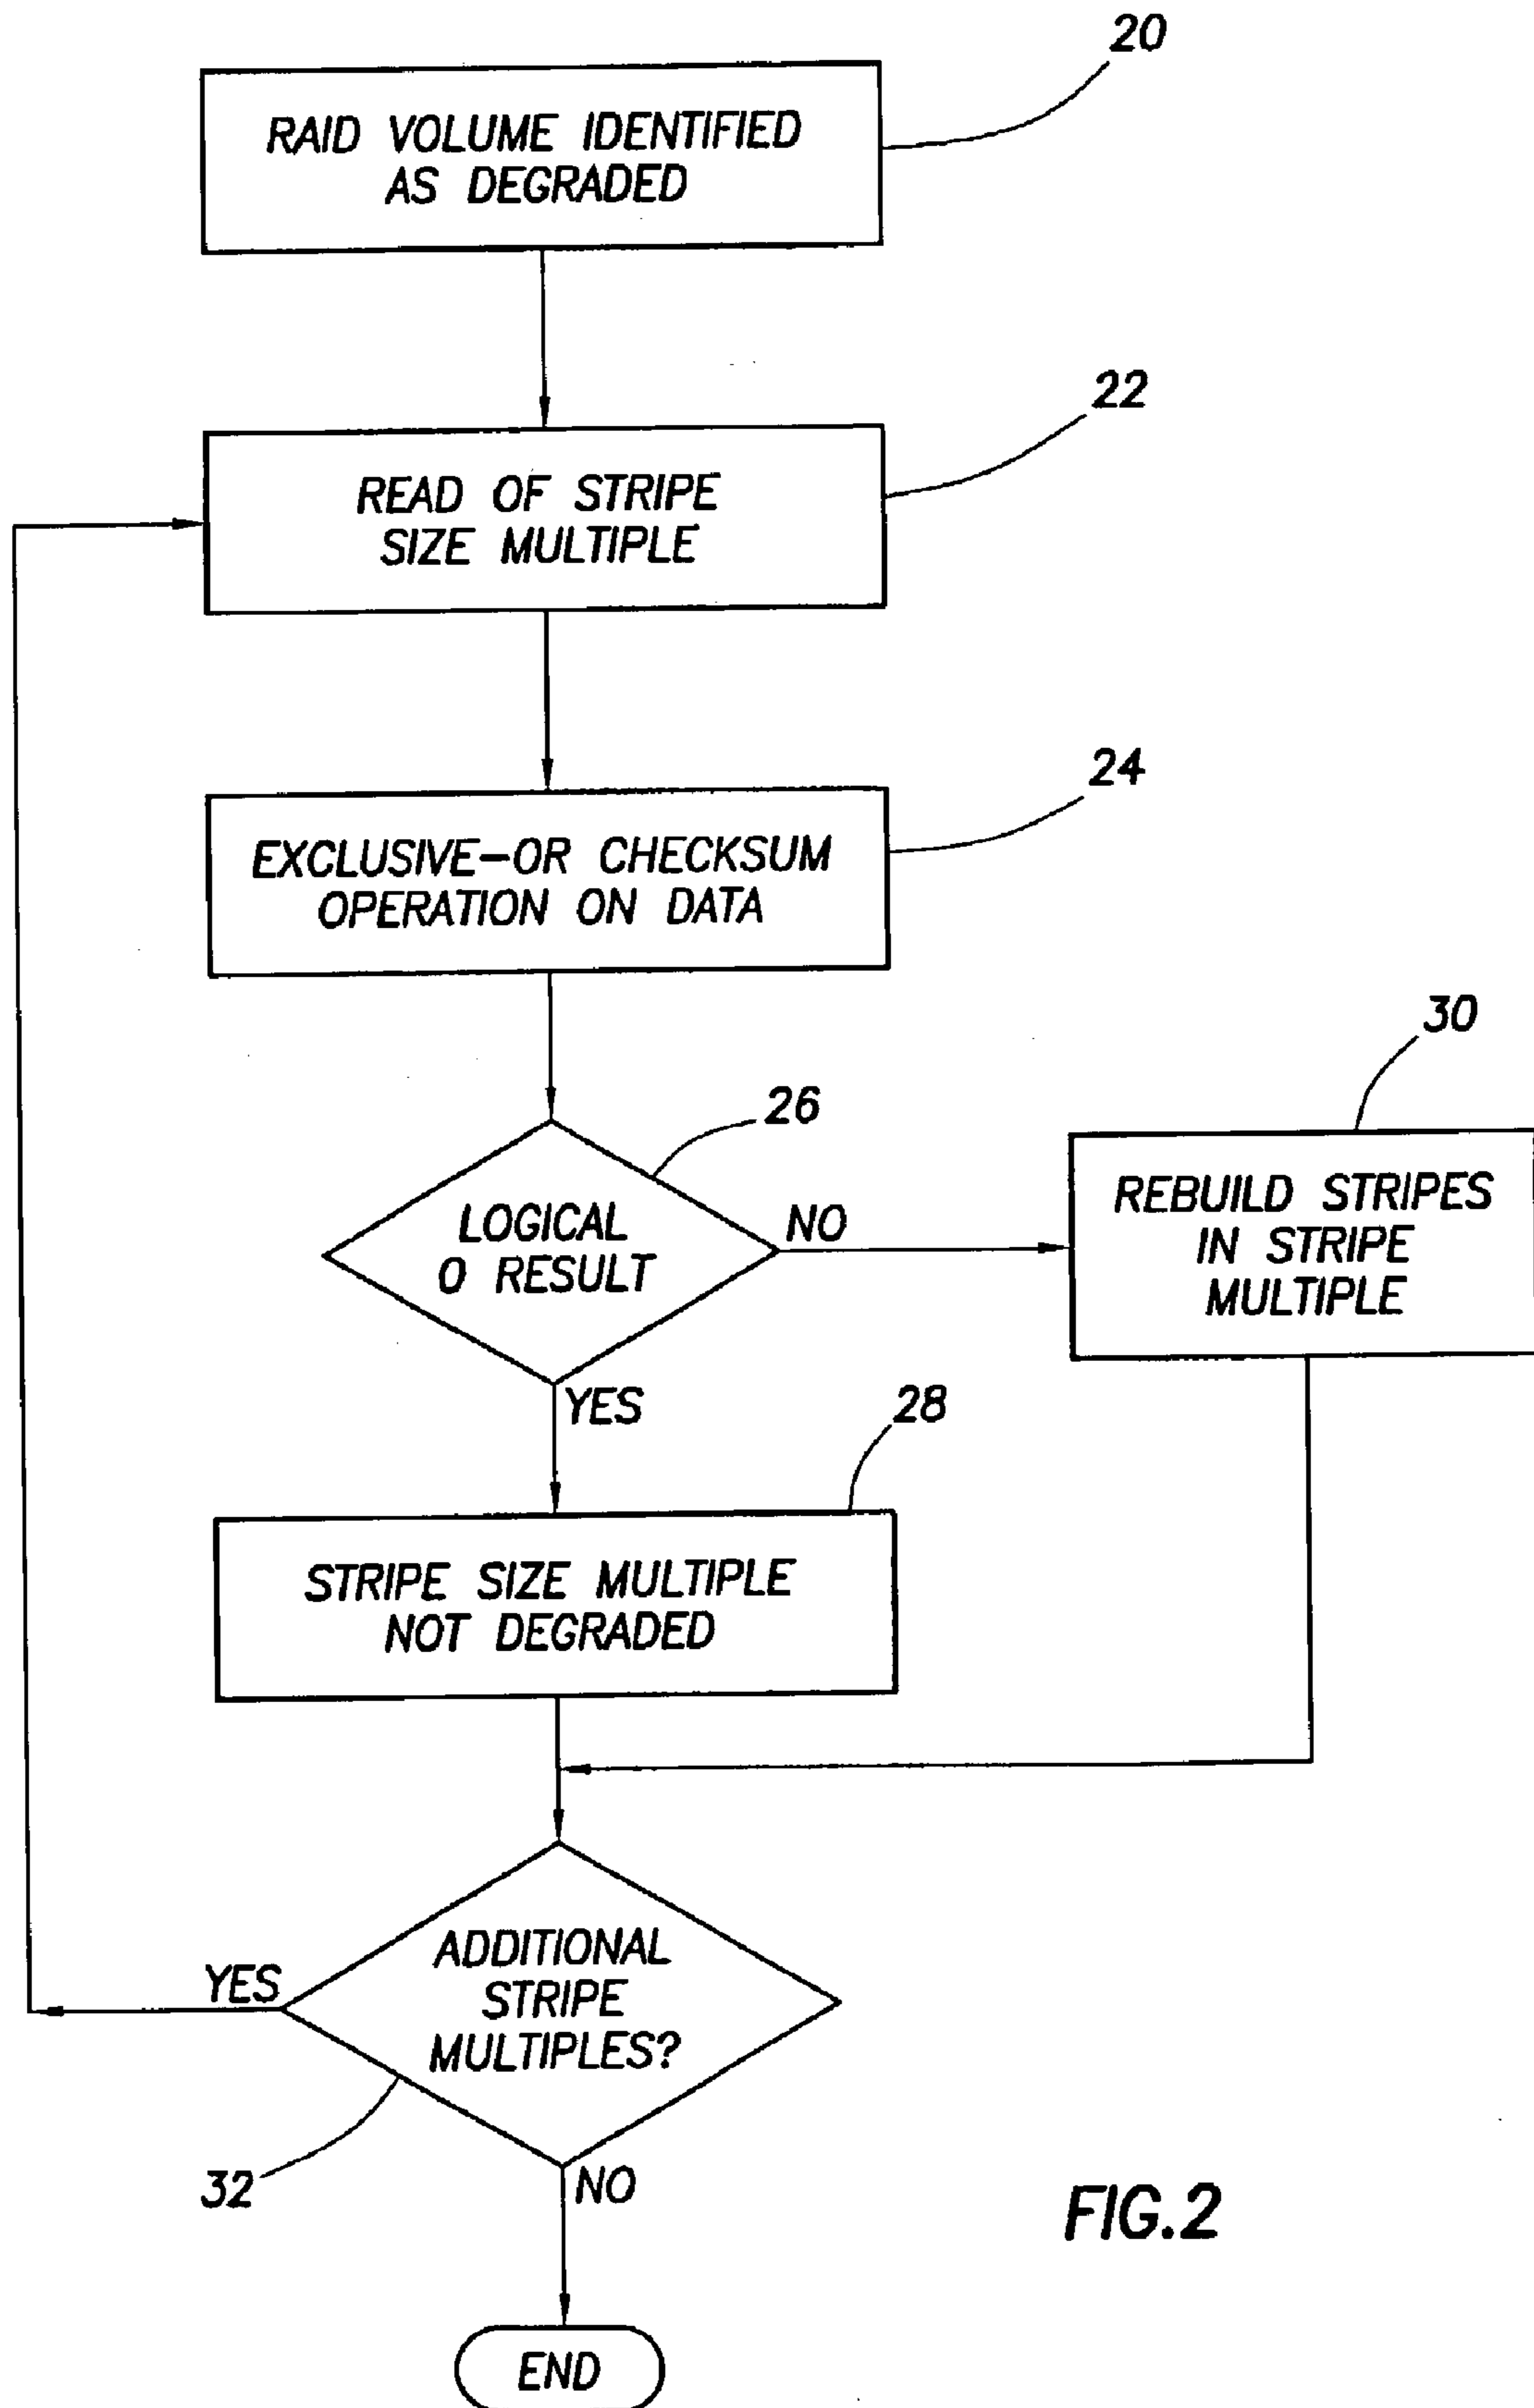 20
RAID VOLUME IDENTIFIED
AS DEGRADED
22
READ OF STRIPE
SIZE MULTIPLE
24
EXCLUSIVE-OR CHECKSUM
OPERATION ON DATA
26
LOGICAL
0 RESULT
NO
30
REBUILD STRIPES
IN STRIPE
MULTIPLE
YES
28
STRIPE SIZE MULTIPLE
NOT DEGRADED
YES
ADDITIONAL
STRIPE
MULTIPLES?
32
NO
FIG.2
END